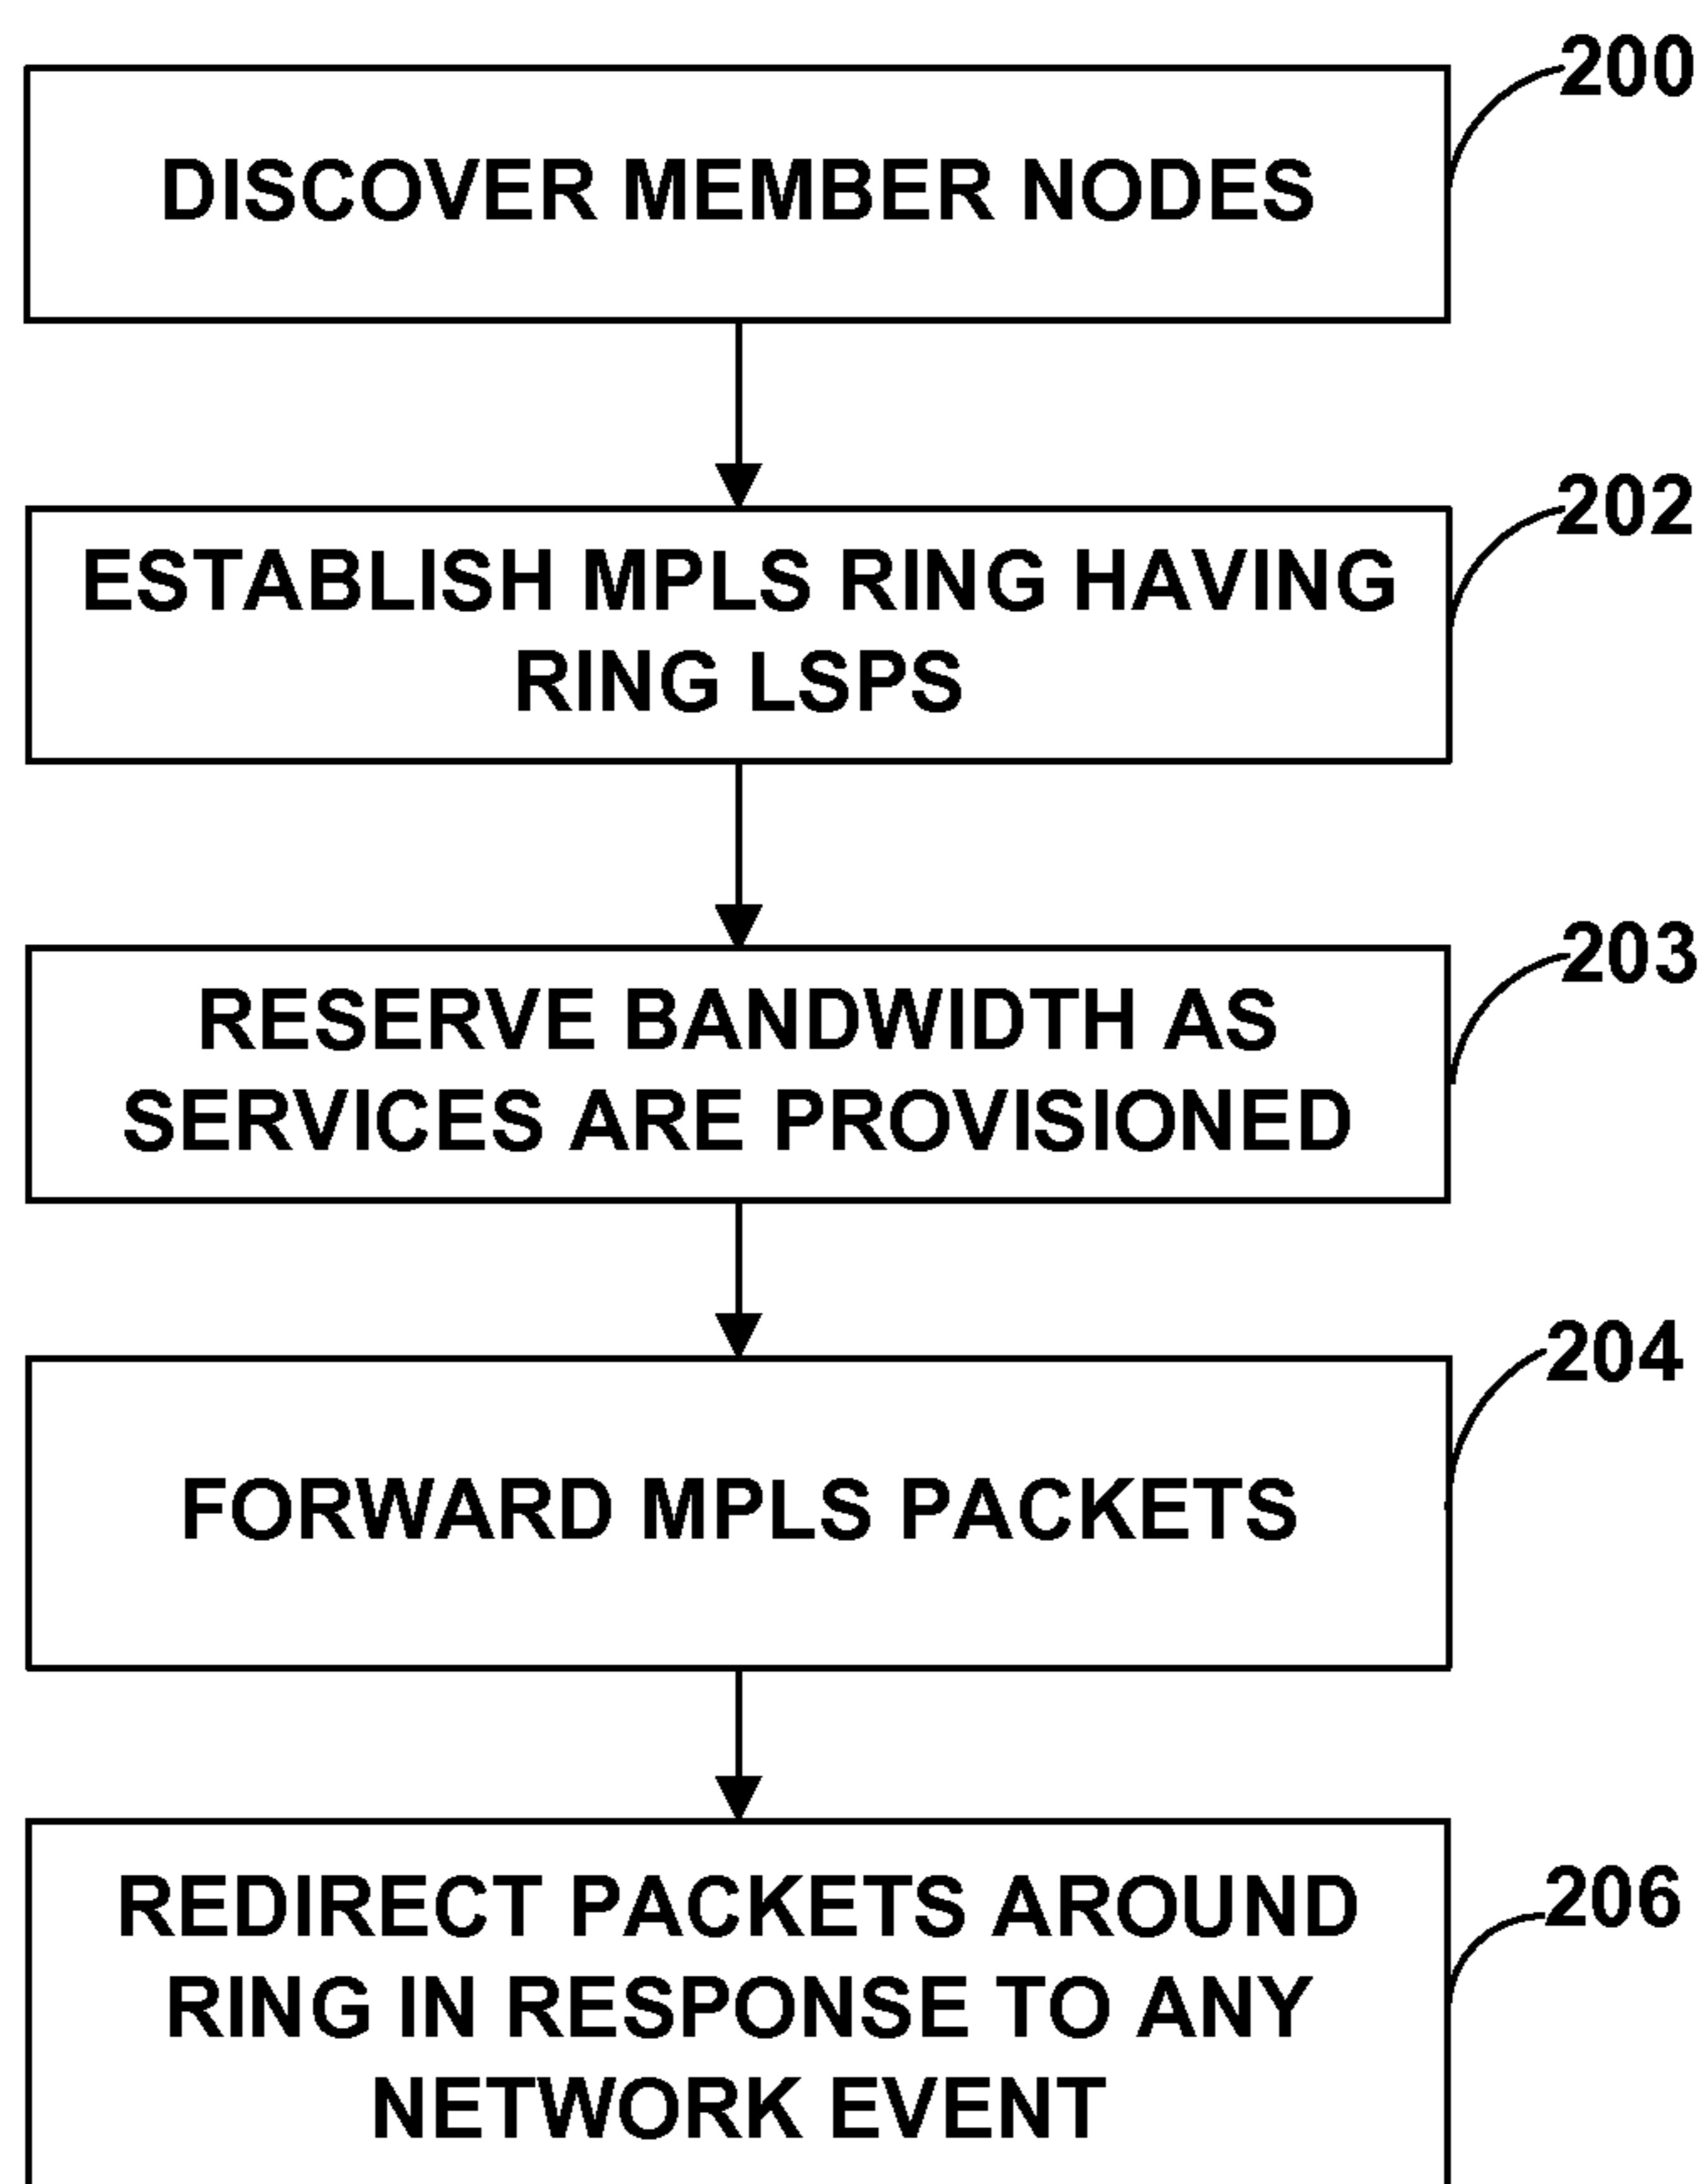 200
DISCOVER MEMBER NODES
202
ESTABLISH MPLS RING HAVING
RING LSPS
203
RESERVE BANDWIDTH AS
SERVICES ARE PROVISIONED
204
FORWARD MPLS PACKETS
206
REDIRECT PACKETS AROUND
RING IN RESPONSE TO ANY
NETWORK EVENT